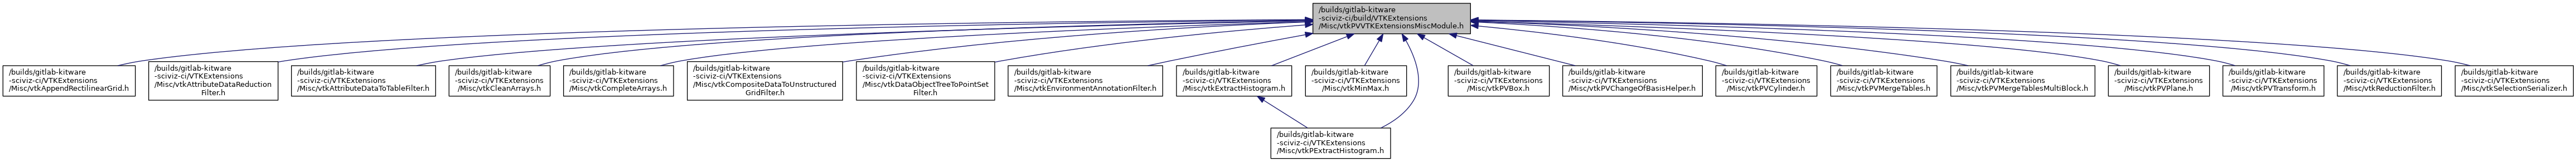 /builds/gitlab-kitware
-sciviz-ci/build/VTKExtensions
/Misc/vtkPVVTKExtensionsMiscModule.h
/builds/gitlab-kitware
-sciviz-ci/VTKExtensions
/Misc/vtkAppendRectilinearGrid.h
/builds/gitlab-kitware
-sciviz-ci/VTKExtensions
/Misc/vtkAttributeDataReduction
Filter.h
/builds/gitlab-kitware
-sciviz-ci/VTKExtensions
/Misc/vtkAttributeDataToTableFilter.h
/builds/gitlab-kitware
-sciviz-ci/VTKExtensions
/Misc/vtkCleanArrays.h
/builds/gitlab-kitware
-sciviz-ci/VTKExtensions
/Misc/vtkCompleteArrays.h
/builds/gitlab-kitware
-sciviz-ci/VTKExtensions
/Misc/vtkCompositeDataToUnstructured
GridFilter.h
/builds/gitlab-kitware
-sciviz-ci/VTKExtensions
/Misc/vtkDataObjectTreeToPointSet
Filter.h
/builds/gitlab-kitware
-sciviz-ci/VTKExtensions
/Misc/vtkEnvironmentAnnotationFilter.h
/builds/gitlab-kitware
-sciviz-ci/VTKExtensions
/Misc/vtkExtractHistogram.h
/builds/gitlab-kitware
-sciviz-ci/VTKExtensions
/Misc/vtkMinMax.h
/builds/gitlab-kitware
-sciviz-ci/VTKExtensions
/Misc/vtkPVBox.h
/builds/gitlab-kitware
-sciviz-ci/VTKExtensions
/Misc/vtkPVChangeOfBasisHelper.h
/builds/gitlab-kitware
-sciviz-ci/VTKExtensions
/Misc/vtkPVCylinder.h
/builds/gitlab-kitware
-sciviz-ci/VTKExtensions
/Misc/vtkPVMergeTables.h
/builds/gitlab-kitware
-sciviz-ci/VTKExtensions
/Misc/vtkPVMergeTablesMultiBlock.h
/builds/gitlab-kitware
-sciviz-ci/VTKExtensions
/Misc/vtkPVPlane.h
/builds/gitlab-kitware
-sciviz-ci/VTKExtensions
/Misc/vtkPVTransform.h
/builds/gitlab-kitware
-sciviz-ci/VTKExtensions
/Misc/vtkReductionFilter.h
/builds/gitlab-kitware
-sciviz-ci/VTKExtensions
/Misc/vtkSelectionSerializer.h
/builds/gitlab-kitware
-sciviz-ci/VTKExtensions
/Misc/vtkPExtractHistogram.h